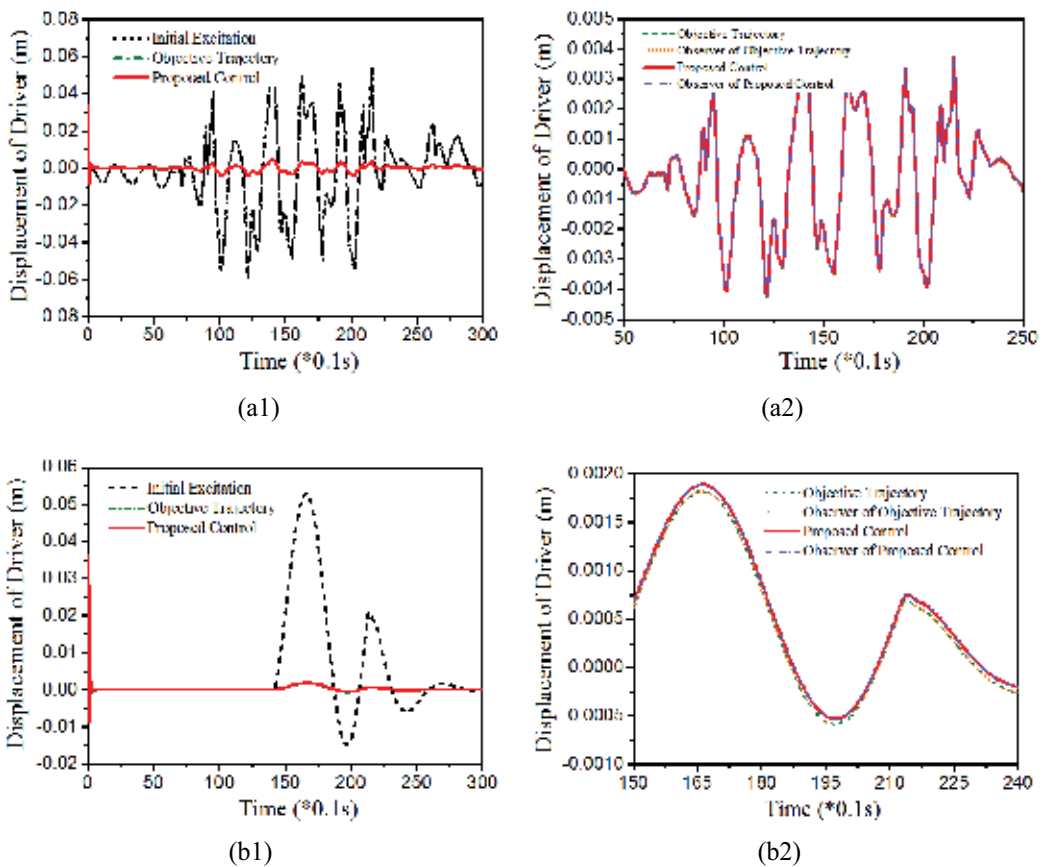 Displacement of Driver (m)
0.08
0.06
0.04
0.02
0.00
-0.02
-0.04
-0.06
0.08
Initial Excitation
Objective Trajectory
Proposed Control
0 50 100 150 200 250 300
Time (*0.1s)
(a1)
Displacement of Driver (m)
0.005
0.004
0.003
0.002
0.001
0.000
0.001
0.002
-0.003
-0.004
-0.005
Objective Trajectory
Observer of Objective Trajectory
Proposed Control
Observer of Proposed Control
50 100 150 200 250
Time (*0.1s)
(a2)
Displacement of Driver (m)
0.06
0.05
0.04
0.03
0.02
0.01
0.00
-0.01
-0.02
Initial Excitation
Objective Trajectory
Proposed Control
0 50 100 150 200 250 300
Time (*0.1s)
(b1)
Displacement of Driver (m)
0.0020
0.0015
0.0010
0.0005
0.0000
0.0005
-0.0010
Objective Trajectory
Observer of Objective Trajectory
Proposed Control
Observer of Proposed Control
150 165 180 195 210 225 240
Time (*0.1s)
(b2)